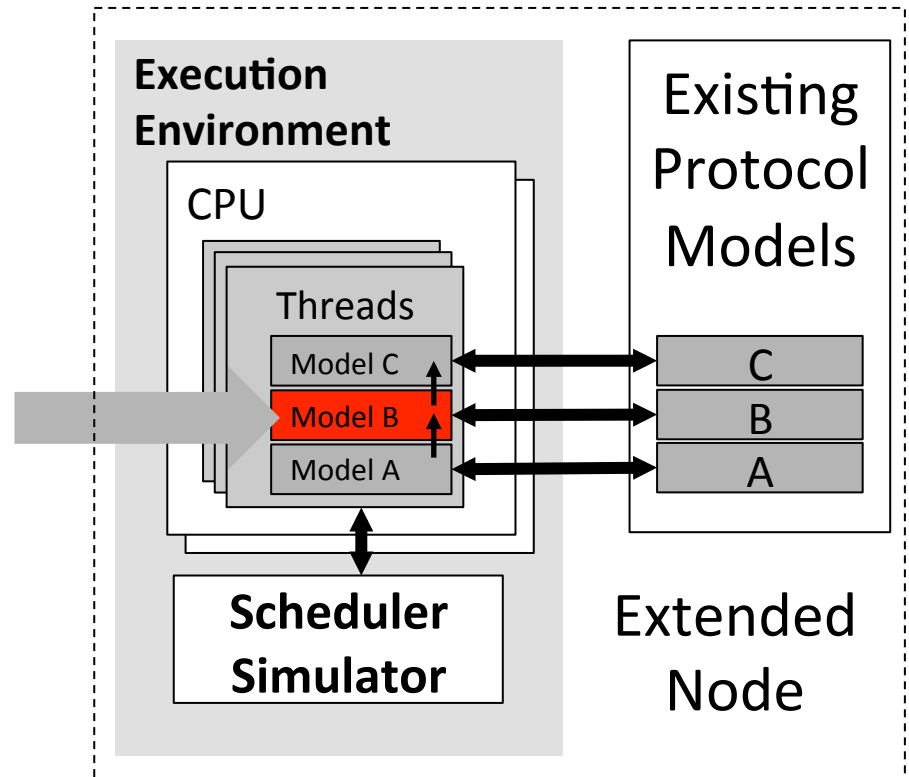 Execution
Environment
CPU
Threads
Model C
Model B
Model A
Scheduler
Simulator
Existing
Protocol
Models
C
B
A
Extended
Node